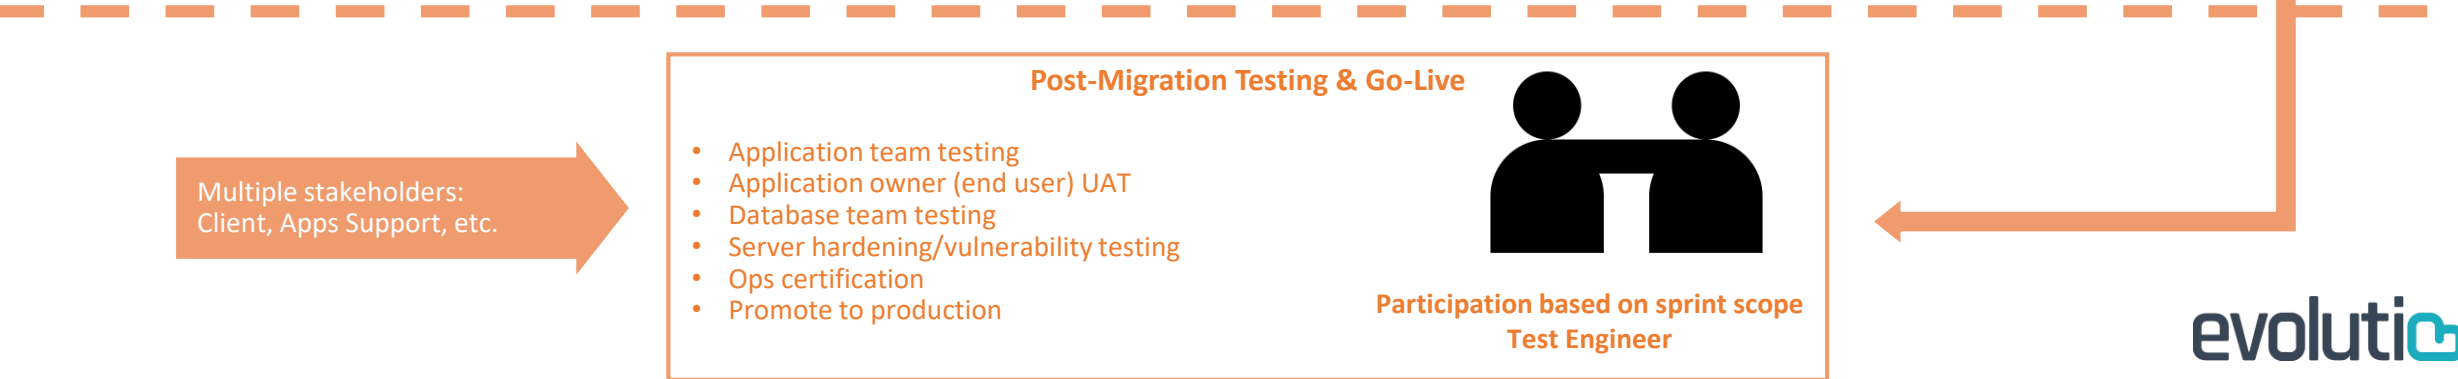 Post-Migration Testing & Go-Live
Multiple stakeholders:
Client, Apps Support, etc.
• Application team testing
• Application owner (end user) UAT
• Database team testing
• Server hardening/vulnerability testing
• Ops certification
• Promote to production
Participation based on sprint scope
Test Engineer
evolutio